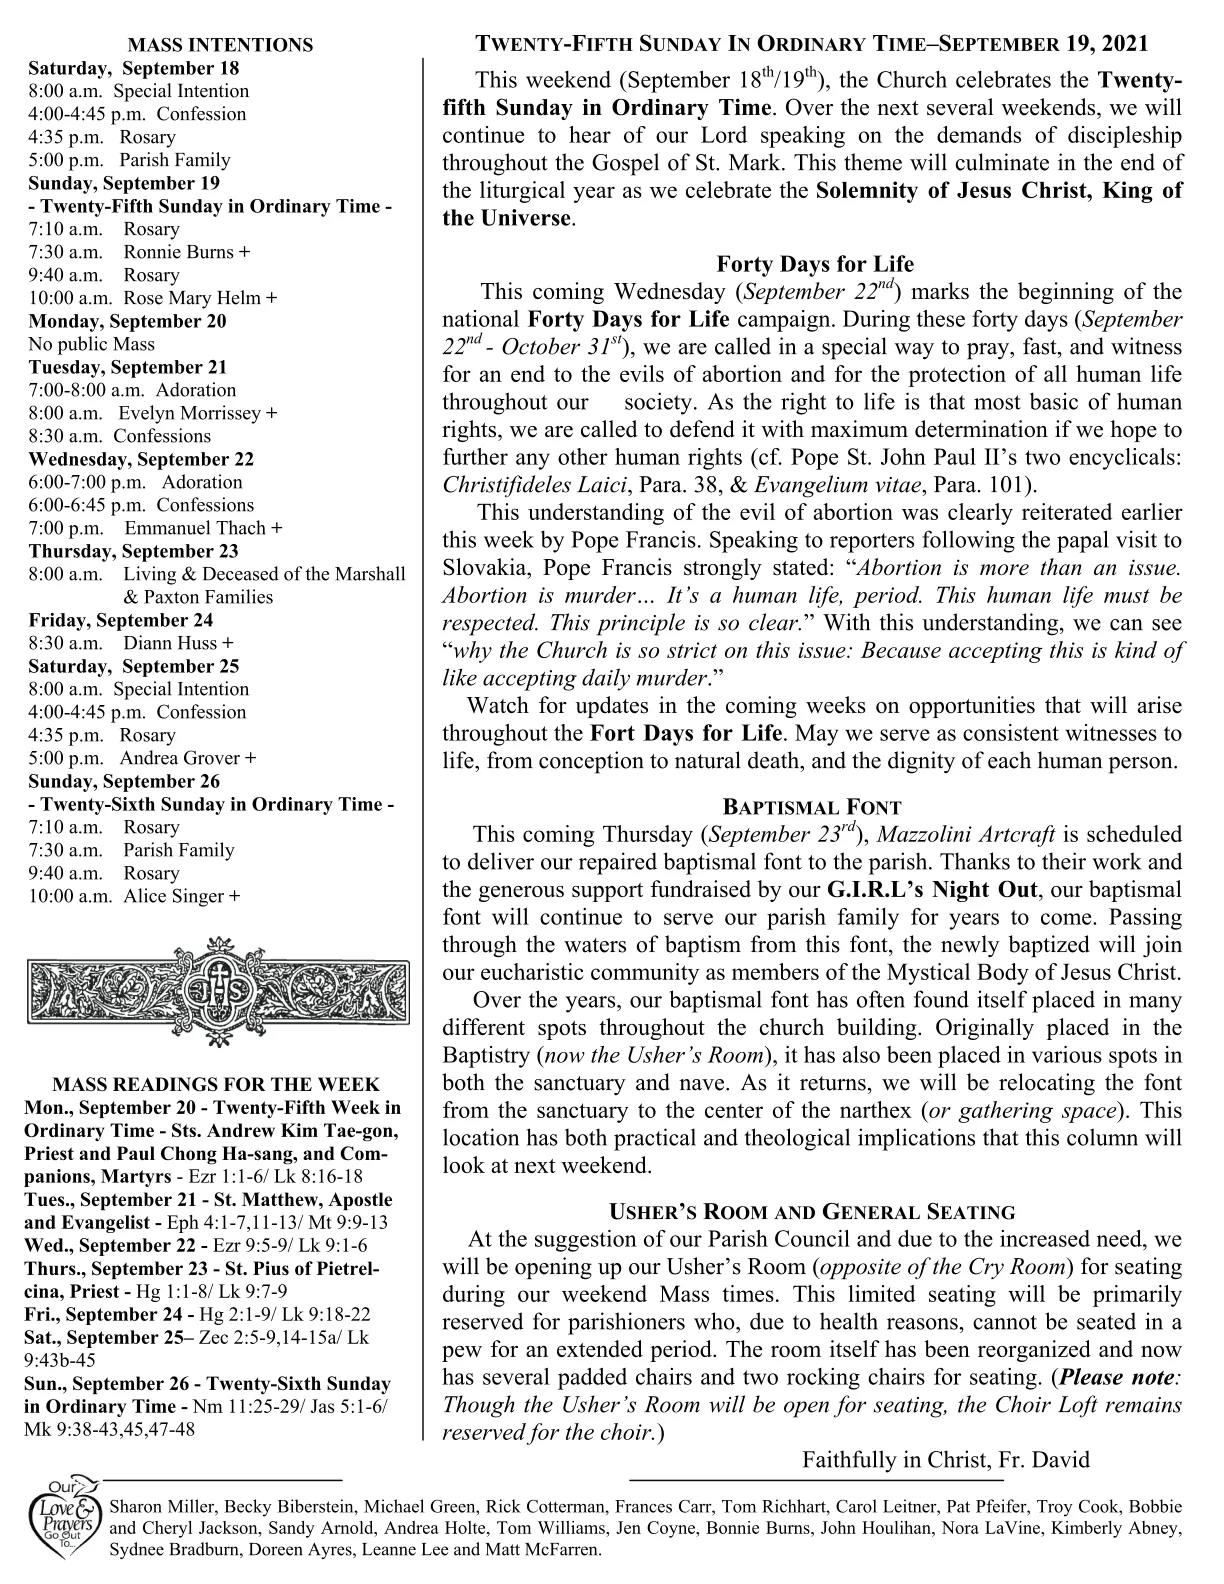 MASS INTENTIONS
Saturday,  September 18
8:00 a.m.  Special Intention
4:00-4:45 p.m.  Confession
4:35 p.m.   Rosary
5:00 p.m.   Parish Family
Sunday, September 19
- Twenty-Fifth Sunday in Ordinary Time -
7:10 a.m.    Rosary
7:30 a.m.    Ronnie Burns +
9:40 a.m.    Rosary
10:00 a.m.  Rose Mary Helm +
Monday, September 20
No public Mass
Tuesday, September 21
7:00-8:00 a.m.  Adoration
8:00 a.m.   Evelyn Morrissey +
8:30 a.m.  Confessions
Wednesday, September 22
6:00-7:00 p.m.   Adoration
6:00-6:45 p.m.  Confessions
7:00 p.m.    Emmanuel Thach +
Thursday, September 23
8:00 a.m.    Living & Deceased of the Marshall
& Paxton Families
Friday, September 24
8:30 a.m.    Diann Huss +
Saturday,  September 25
8:00 a.m.  Special Intention
4:00-4:45 p.m.  Confession
4:35 p.m.   Rosary
5:00 p.m.   Andrea Grover +
Sunday, September 26
- Twenty-Sixth Sunday in Ordinary Time -
7:10 a.m.    Rosary
7:30 a.m.    Parish Family
9:40 a.m.    Rosary
10:00 a.m.  Alice Singer +
IHS
MASS READINGS FOR THE WEEK
Mon., September 20 - Twenty-Fifth Week in
Ordinary Time - Sts. Andrew Kim Tae-gon,
Priest and Paul Chong Ha-sang, and Com-
panions, Martyrs - Ezr 1:1-6/ Lk 8:16-18
Tues., September 21 - St. Matthew, Apostle
and Evangelist - Eph 4:1-7,11-13/ Mt 9:9-13
Wed., September 22 - Ezr 9:5-9/ Lk 9:1-6
Thurs., September 23 - St. Pius of Pietrel-
cina, Priest - Hg 1:1-8/ Lk 9:7-9
Fri., September 24 - Hg 2:1-9/ Lk 9:18-22
Sat., September 25– Zec 2:5-9,14-15a/ Lk
9:43b-45
Sun., September 26 - Twenty-Sixth Sunday
in Ordinary Time - Nm 11:25-29/ Jas 5:1-6/
Mk 9:38-43,45,47-48
TWENTY-FIFTH SUNDAY IN ORDINARY TIME–SEPTEMBER 19, 2021
This weekend (September 18th/19th), the Church celebrates the Twenty-
fifth Sunday in Ordinary Time. Over the next several weekends, we will
continue to hear of our Lord speaking on the demands of discipleship
throughout the Gospel of St. Mark. This theme will culminate in the end of
the liturgical year as we celebrate the Solemnity of Jesus Christ, King of
the Universe.
Forty Days for Life
This coming Wednesday (September 22nd) marks the beginning of the
national Forty Days for Life campaign. During these forty days (September
22nd - October 31st), we are called in a special way to pray, fast, and witness
for an end to the evils of abortion and for the protection of all human life
throughout our    society. As the right to life is that most basic of human
rights, we are called to defend it with maximum determination if we hope to
further any other human rights (cf. Pope St. John Paul II’s two encyclicals:
Christifideles Laici, Para. 38, & Evangelium vitae, Para. 101).
This understanding of the evil of abortion was clearly reiterated earlier
this week by Pope Francis. Speaking to reporters following the papal visit to
Slovakia, Pope Francis strongly stated: “Abortion is more than an issue.
Abortion is murder… It’s a human life, period. This human life must be
respected. This principle is so clear.” With this understanding, we can see
“why the Church is so strict on this issue: Because accepting this is kind of
like accepting daily murder.”
Watch for updates in the coming weeks on opportunities that will arise
throughout the Fort Days for Life. May we serve as consistent witnesses to
life, from conception to natural death, and the dignity of each human person.
BAPTISMAL FONT
This coming Thursday (September 23rd), Mazzolini Artcraft is scheduled
to deliver our repaired baptismal font to the parish. Thanks to their work and
the generous support fundraised by our G.I.R.L’s Night Out, our baptismal
font will continue to serve our parish family for years to come. Passing
through the waters of baptism from this font, the newly baptized will join
our eucharistic community as members of the Mystical Body of Jesus Christ.
Over the years, our baptismal font has often found itself placed in many
different spots throughout the church building. Originally placed in the
Baptistry (now the Usher’s Room), it has also been placed in various spots in
both the sanctuary and nave. As it returns, we will be relocating the font
from the sanctuary to the center of the narthex (or gathering space). This
location has both practical and theological implications that this column will
look at next weekend.
USHER’S ROOM AND GENERAL SEATING
At the suggestion of our Parish Council and due to the increased need, we
will be opening up our Usher’s Room (opposite of the Cry Room) for seating
during our weekend Mass times. This limited seating will be primarily
reserved for parishioners who, due to health reasons, cannot be seated in a
pew for an extended period. The room itself has been reorganized and now
has several padded chairs and two rocking chairs for seating. (Please note:
Though the Usher’s Room will be open for seating, the Choir Loft remains
reserved for the choir.)
Faithfully in Christ, Fr. David
Our
Love &
Prayers
Go Out
To...
Sharon Miller, Becky Biberstein, Michael Green, Rick Cotterman, Frances Carr, Tom Richhart, Carol Leitner, Pat Pfeifer, Troy Cook, Bobbie
and Cheryl Jackson, Sandy Arnold, Andrea Holte, Tom Williams, Jen Coyne, Bonnie Burns, John Houlihan, Nora LaVine, Kimberly Abney,
Sydnee Bradburn, Doreen Ayres, Leanne Lee and Matt McFarren.